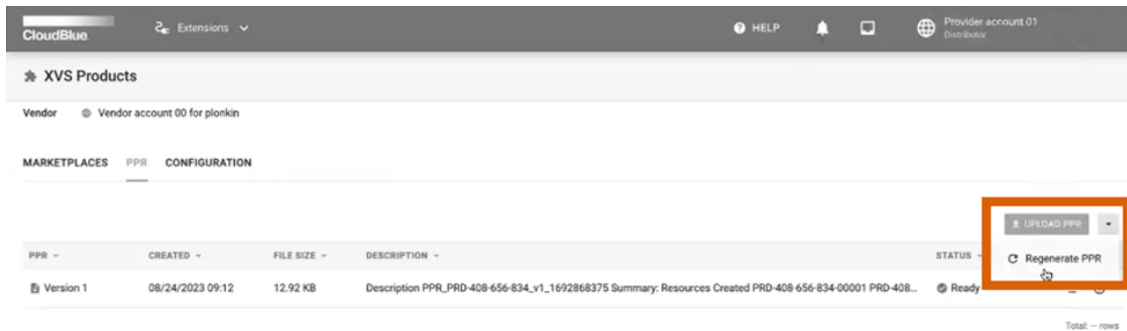 CloudBlue
Extensions
HELP
Provider account 01
Distributor
XVS Products
Vendor Vendor account 00 for plonkin
MARKETPLACES PPR CONFIGURATION
UPLOAD PPR
Regenerate PPR
PPR CREATED FILE SIZE DESCRIPTION STATUS
Version 1 08/24/2023 09:12 12.92 KB Description PPR_PRD-408-656-834_v1_1692868375 Summary: Resources Created PRD-408-656-834-00001 PRD-408... Ready
Total: — rows